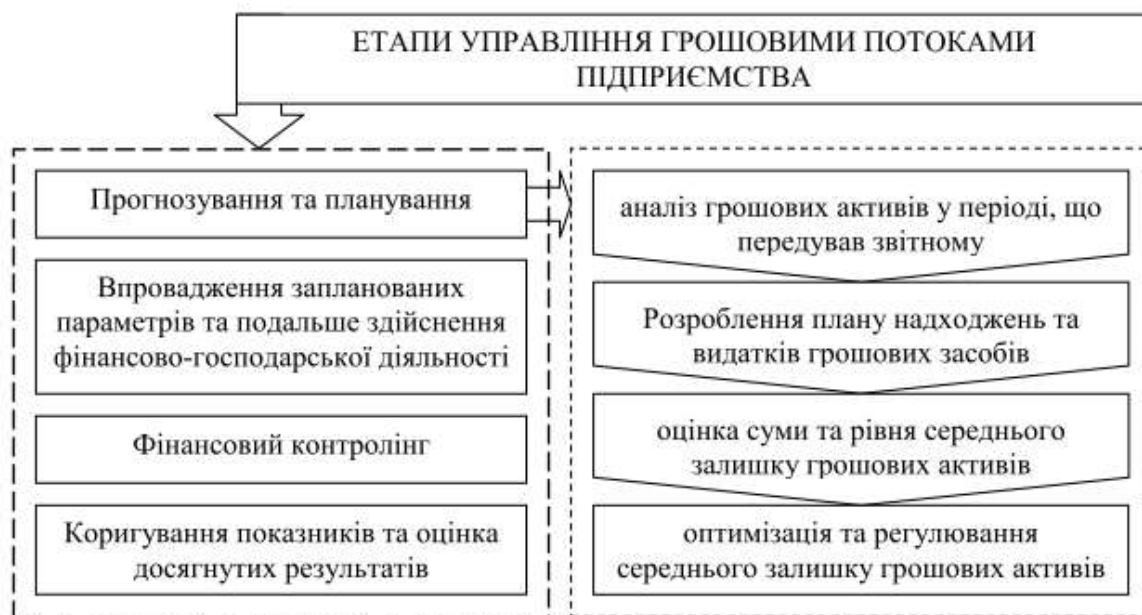 ЕТАПИ УПРАВЛІННЯ ГРОШОВИМИ ПОТОКАМИ
ПІДПРИЄМСТВА
Прогнозування та планування
Впровадження запланованих
параметрів та подальше здійснення
фінансово-господарської діяльності
Фінансовий контролінг
Коригування показників та оцінка
досягнутих результатів
аналіз грошових активів у періоді, що
передував звітному
Розроблення плану надходжень та
видатків грошових засобів
оцінка суми та рівня середнього
залишку грошових активів
оптимізація та регулювання
середнього залишку грошових активів